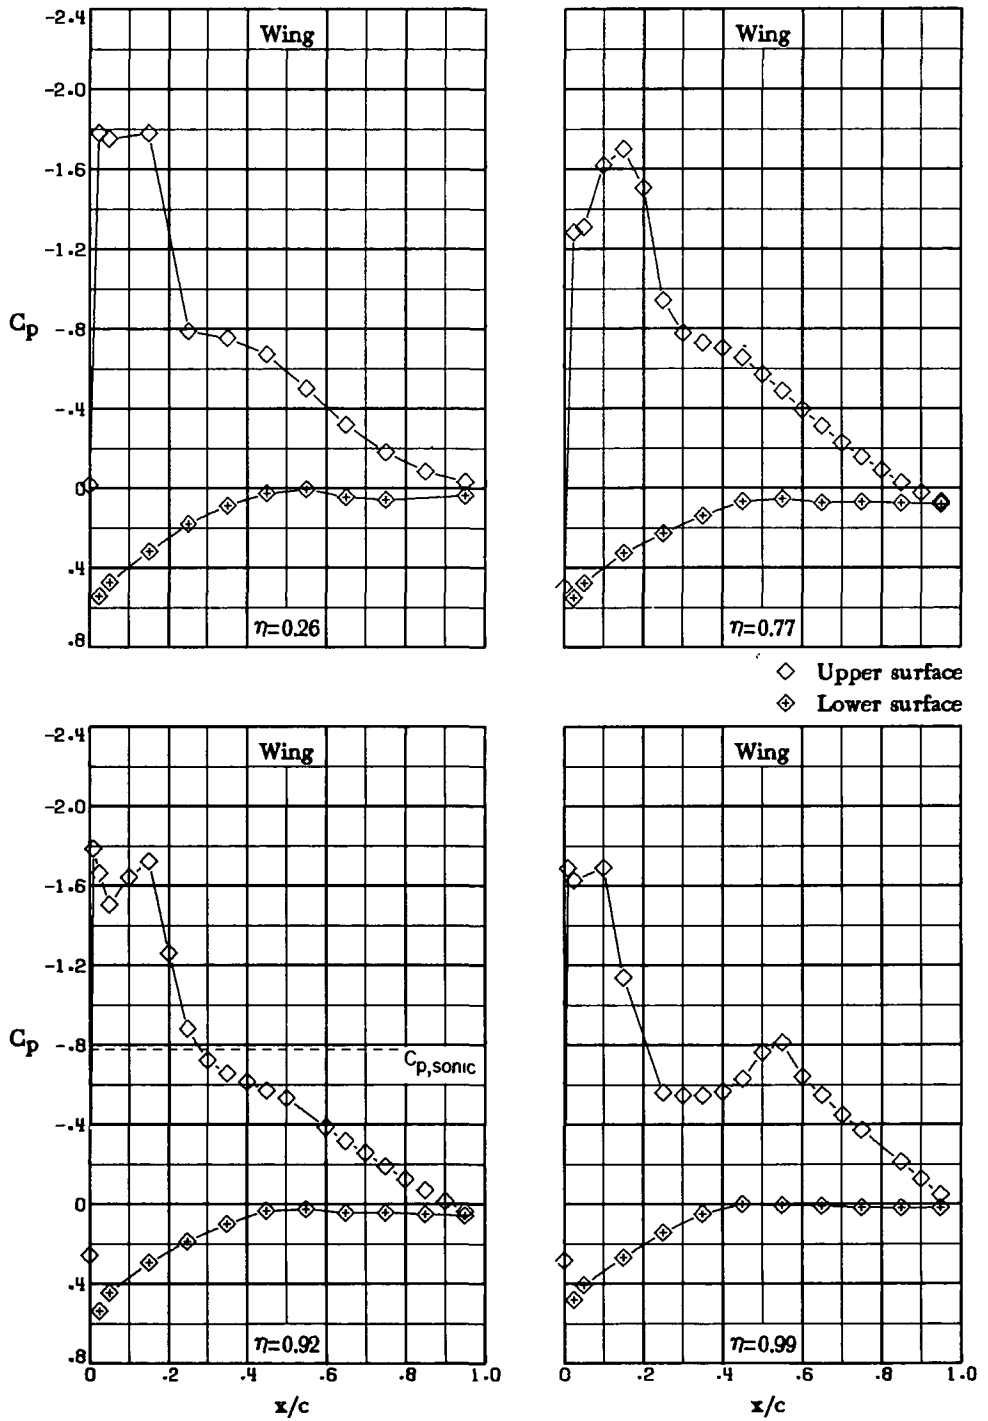 Wing
-2.4
-2.0
-1.6
-1.2
Cp
-.8
-.4
0
.4
.8
η=0.26
Wing
η=0.77
Upper surface
Lower surface
Wing
-2.4
-2.0
-1.6
-1.2
Cp
-.8
-.4
0
.4
.8
Cp,sonic
η=0.92
0 .2 .4 .6 .8 1.0
x/c
Wing
η=0.99
0 .2 .4 .6 .8 1.0
x/c